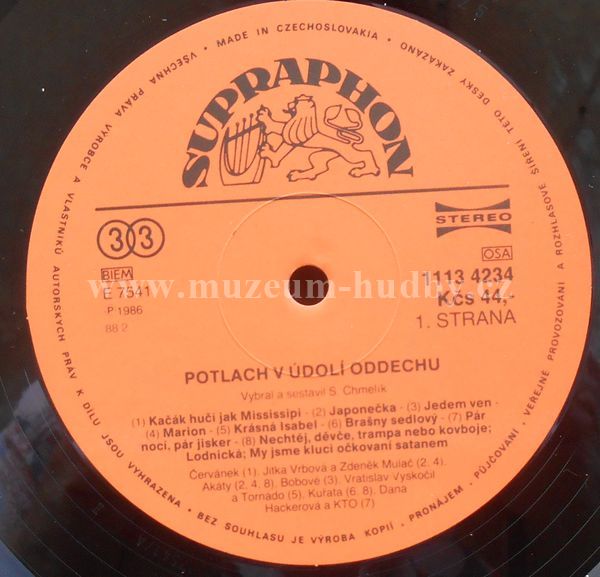 VŠECHNA PRÁVA VÝROBCE A VLASTNÍKŮ AUTORSKÝCH PRÁV K DÍLU JSOU VYHRAZENA • BEZ SOUHLASU JE VÝROBA KOPIÍ, PRONÁJEM, PŮJČOVÁNÍ, VEŘEJNÉ PROVOZOVÁNÍ A ROZHLASOVÉ ŠÍŘENÍ TÉTO DESKY ZAKÁZÁNO
• MADE IN CZECHOSLOVAKIA •
SUPRAPHON
33
STEREO
BIEM
OSA
E 7541
1113 4234
P 1986
Kčs 44,-
88 2
1. STRANA
www.muzeum-hudby.cz
POTLACH V ÚDOLÍ ODDECHU
Vybral a sestavil S. Chmelík
(1) Kačák hučí jak Mississipi - (2) Japonečka - (3) Jedem ven -
(4) Marion - (5) Krásná Isabel - (6) Brašny sedlový - (7) Pár
nocí, pár jisker - (8) Nechtěj, děvče, trampa nebo kovboje;
Lodnická; My jsme kluci očkovaní satanem
Červánek (1). Jitka Vrbová a Zdeněk Mulač (2. 4).
Akáty (2. 4, 8). Bobové (3). Vratislav Vyskočil
a Tornado (5). Kuřata (6. 8). Dana
Hackerová a KTO (7)